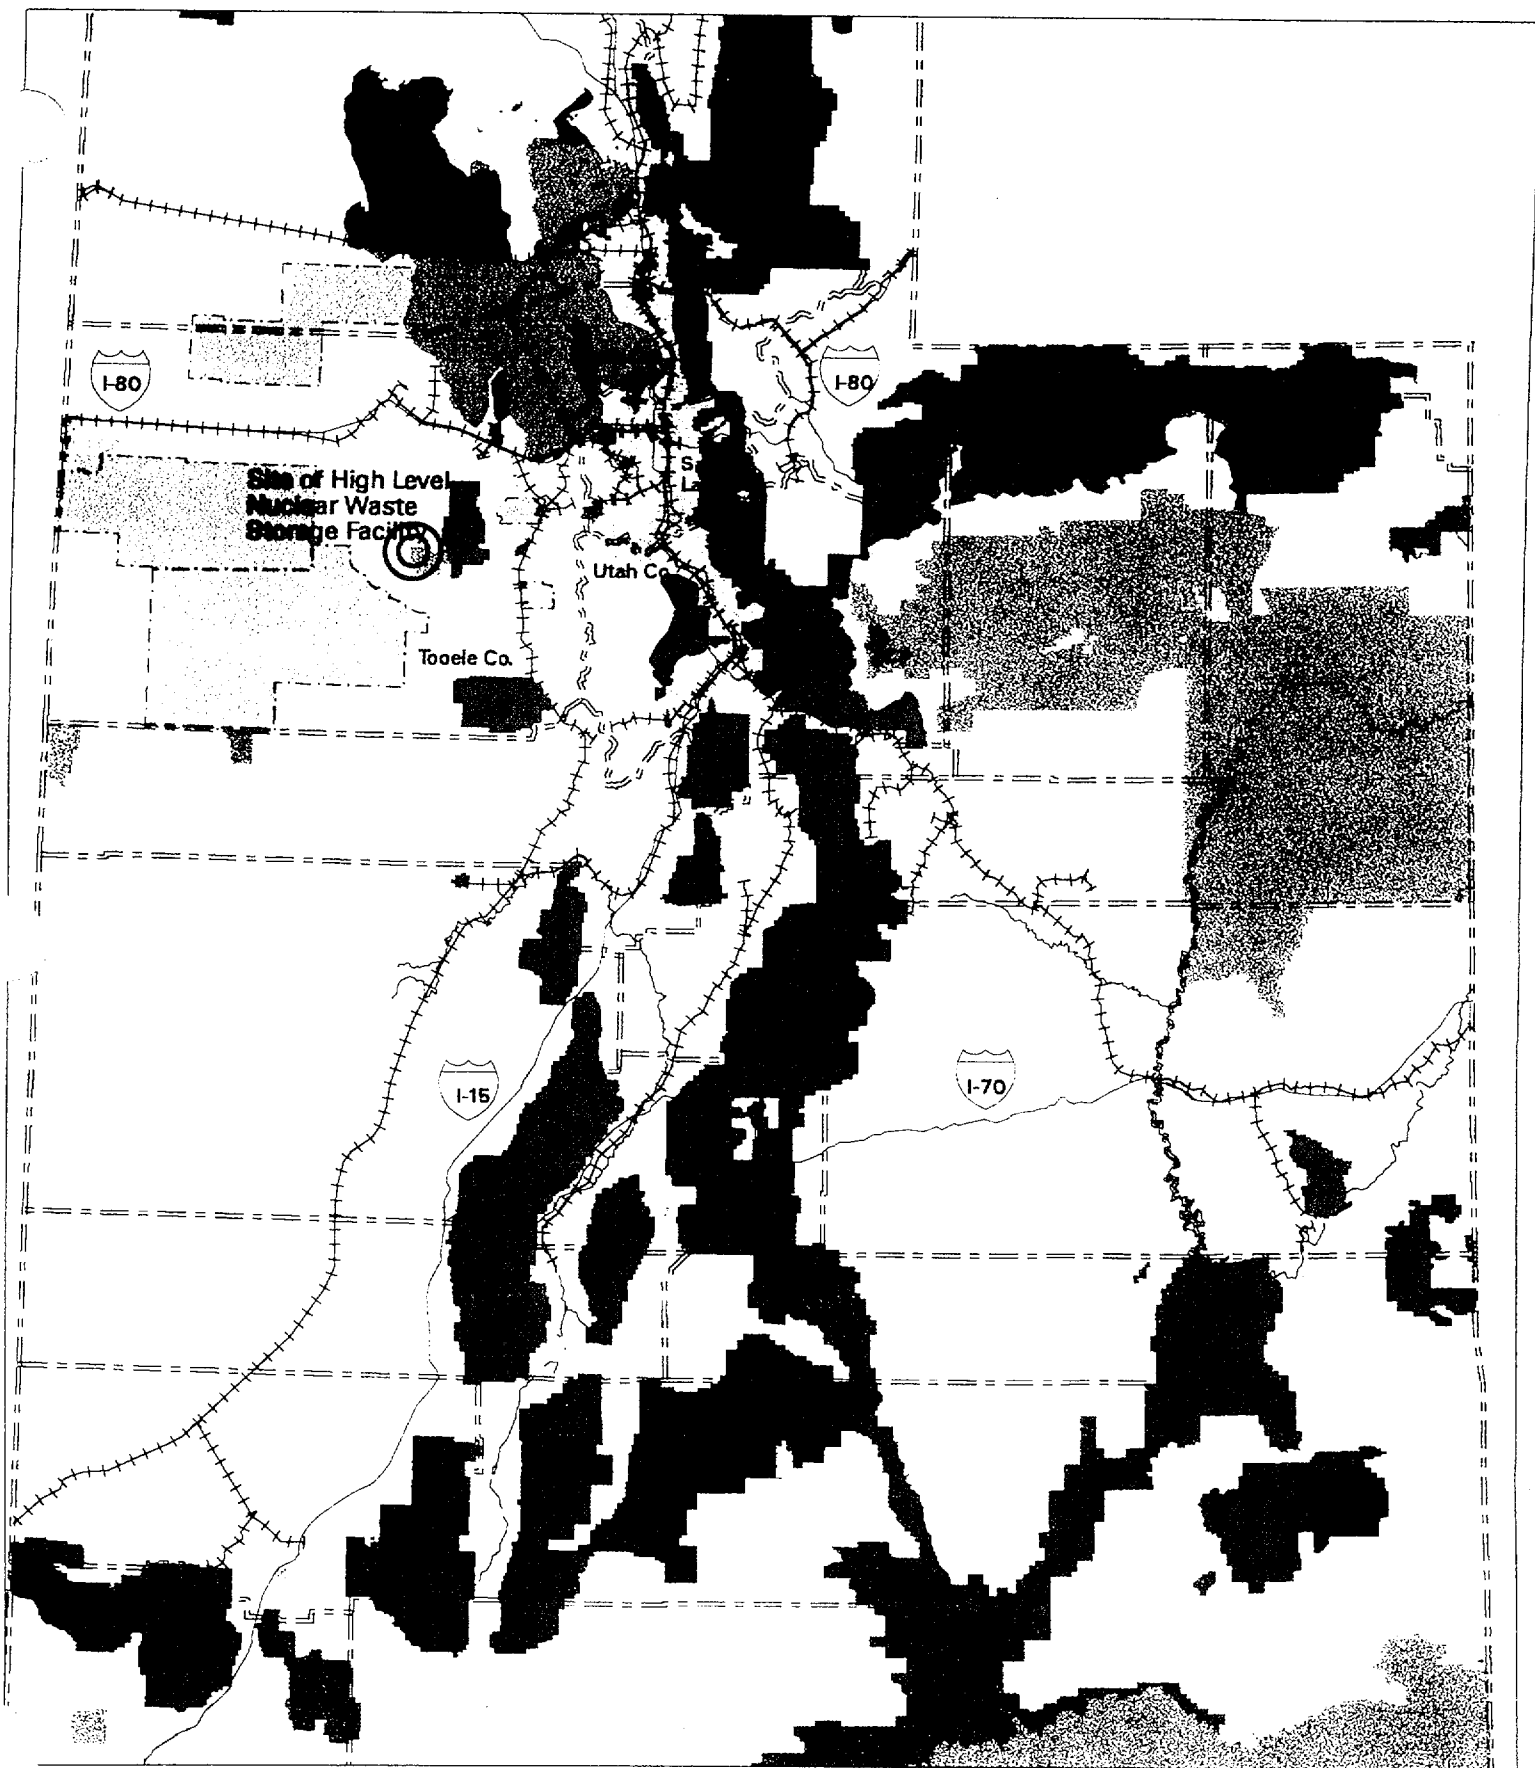 I-80
I-80
Site of High Level
Nuclear Waste
Storage Facility
Utah Co.
Tooele Co.
I-15
I-70